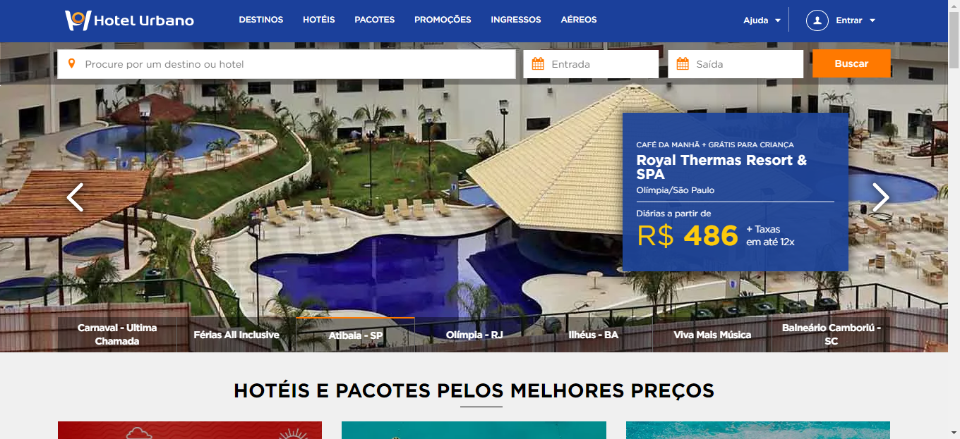 Hotel Urbano
DESTINOS HOTÉIS PACOTES PROMOÇÕES INGRESSOS AÉREOS
Ajuda Entrar
Procure por um destino ou hotel
Entrada
Saída
Buscar
CAFÉ DA MANHÃ + GRÁTIS PARA CRIANÇA
Royal Thermas Resort &
SPA
Olímpia/São Paulo
Diárias a partir de
R$ 486 + Taxas
em até 12x
Carnaval - Ultima
Chamada
Férias All Inclusive
Atibaia - SP
Olímpia - RJ
Ilhéus - BA
Viva Mais Música
Balneário Camboriú -
SC
HOTÉIS E PACOTES PELOS MELHORES PREÇOS